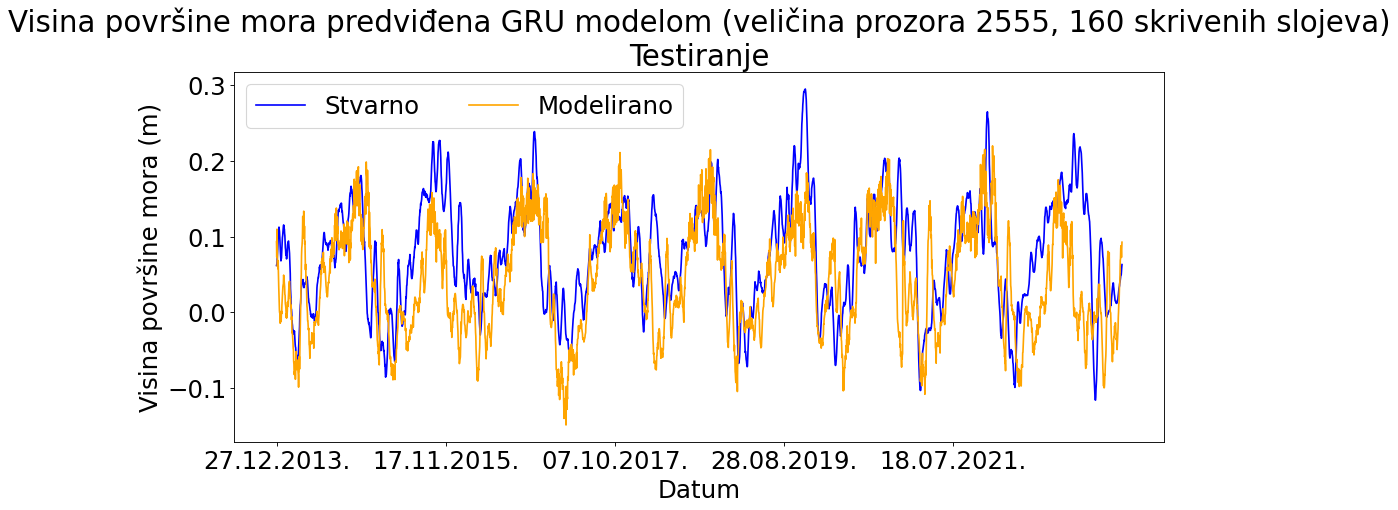 Visina površine mora predviđena GRU modelom (veličina prozora 2555, 160 skrivenih slojeva)
Testiranje
Stvarno Modelirano
Visina površine mora (m)
0.3
0.2
0.1
0.0
−0.1
27.12.2013. 17.11.2015. 07.10.2017. 28.08.2019. 18.07.2021.
Datum